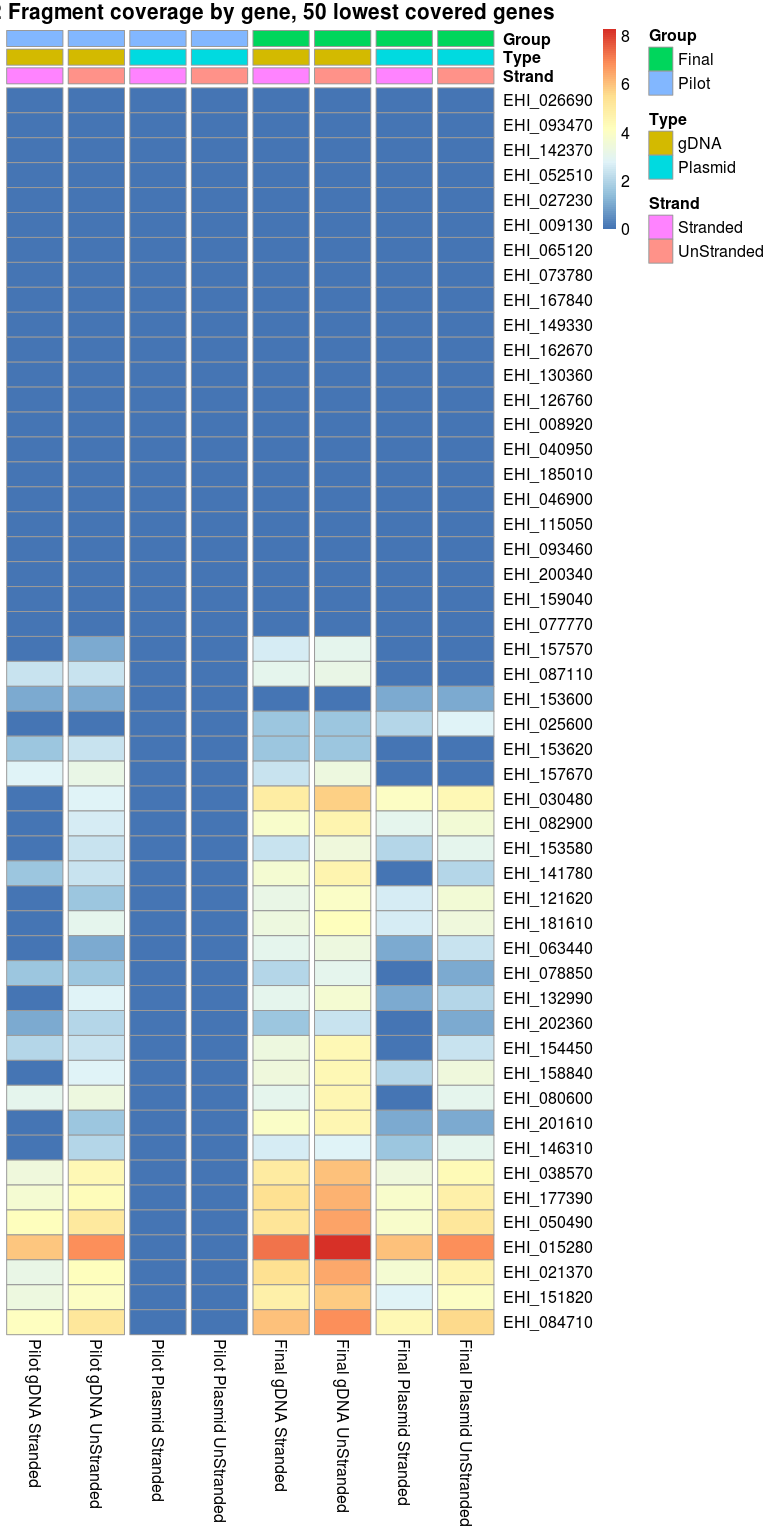 : Fragment coverage by gene, 50 lowest covered genes
Group
Type
Strand
EHI_026690
EHI_093470
EHI_142370
EHI_052510
EHI_027230
EHI_009130
EHI_065120
EHI_073780
EHI_167840
EHI_149330
EHI_162670
EHI_130360
EHI_126760
EHI_008920
EHI_040950
EHI_185010
EHI_046900
EHI_115050
EHI_093460
EHI_200340
EHI_159040
EHI_077770
EHI_157570
EHI_087110
EHI_153600
EHI_025600
EHI_153620
EHI_157670
EHI_030480
EHI_082900
EHI_153580
EHI_141780
EHI_121620
EHI_181610
EHI_063440
EHI_078850
EHI_132990
EHI_202360
EHI_154450
EHI_158840
EHI_080600
EHI_201610
EHI_146310
EHI_038570
EHI_177390
EHI_050490
EHI_015280
EHI_021370
EHI_151820
EHI_084710
Pilot gDNA Stranded
Pilot gDNA UnStranded
Pilot Plasmid Stranded
Pilot Plasmid UnStranded
Final gDNA Stranded
Final gDNA UnStranded
Final Plasmid Stranded
Final Plasmid UnStranded
8
6
4
2
0
Group
Final
Pilot
Type
gDNA
Plasmid
Strand
Stranded
UnStranded